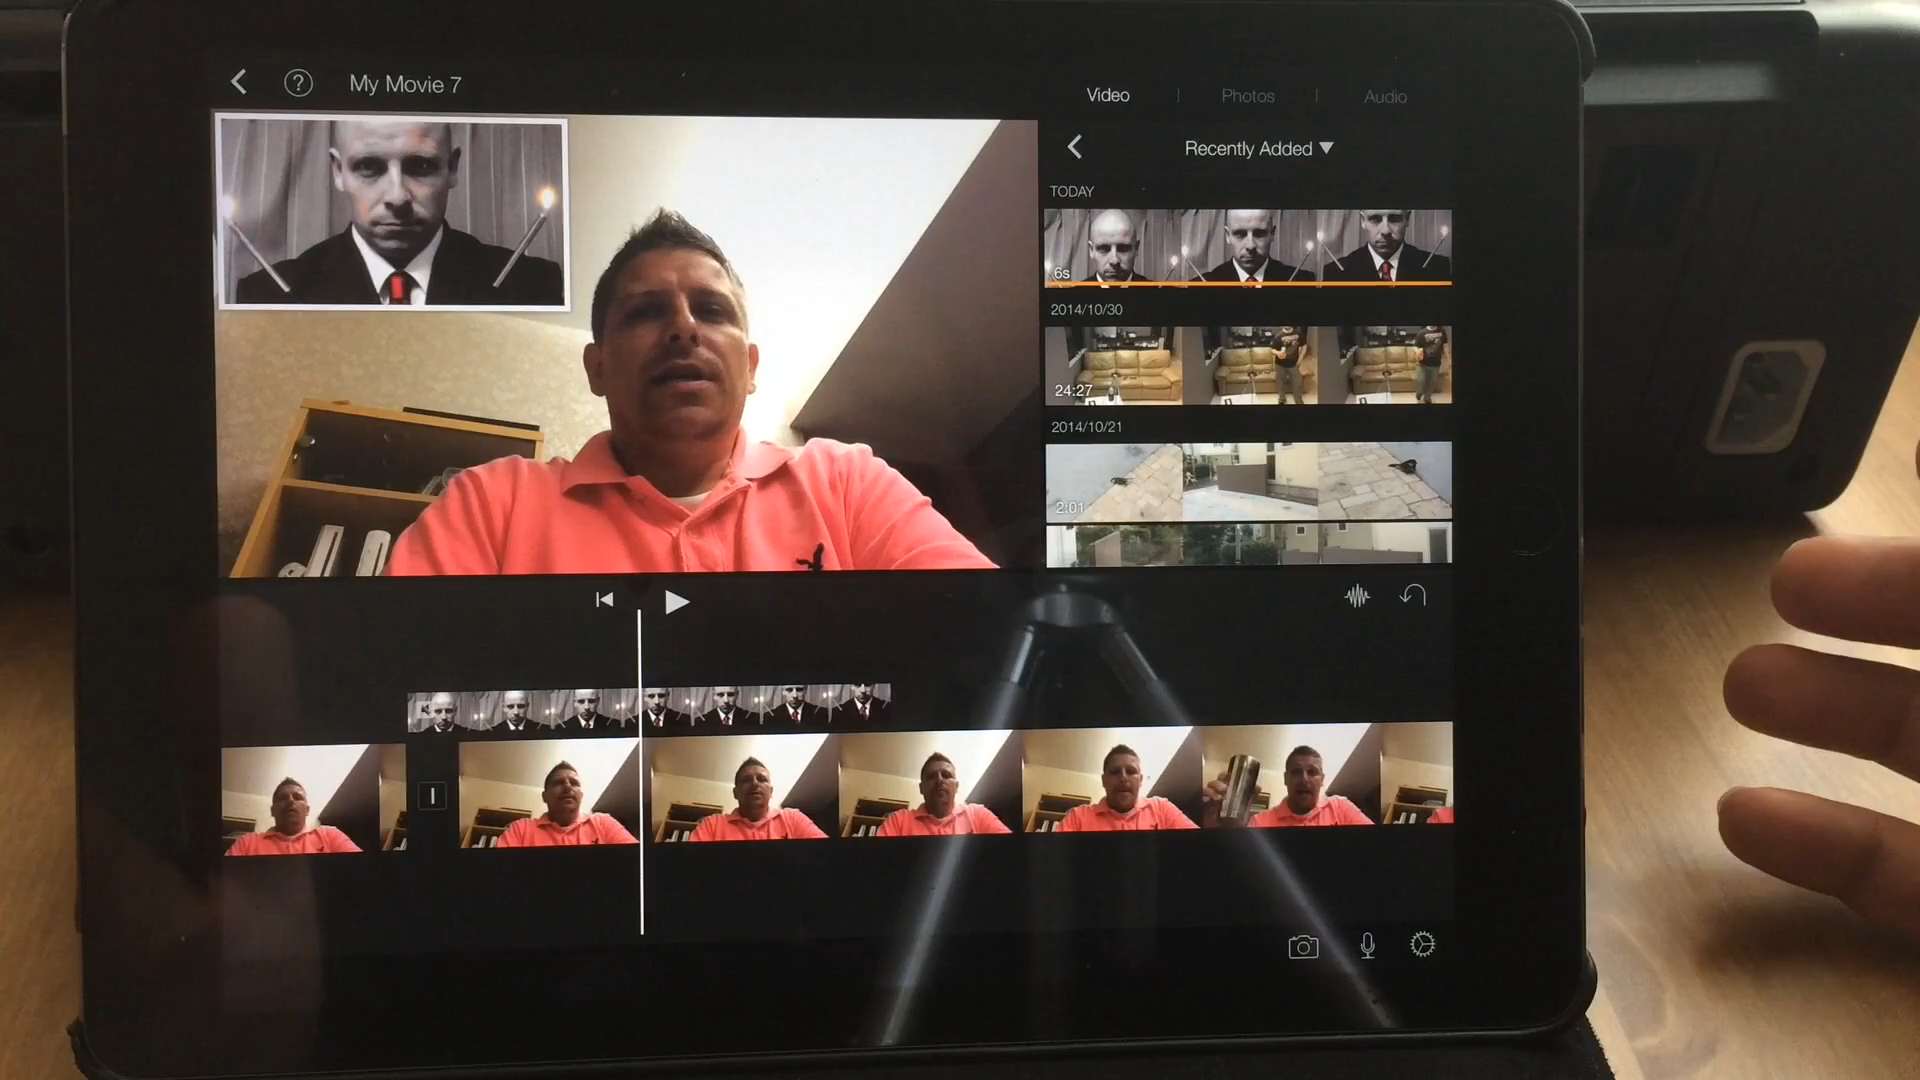 ? My Movie 7
Video | Photos | Audio
Recently Added ▼
TODAY
6s
2014/10/30
24:27
2014/10/21
2:01